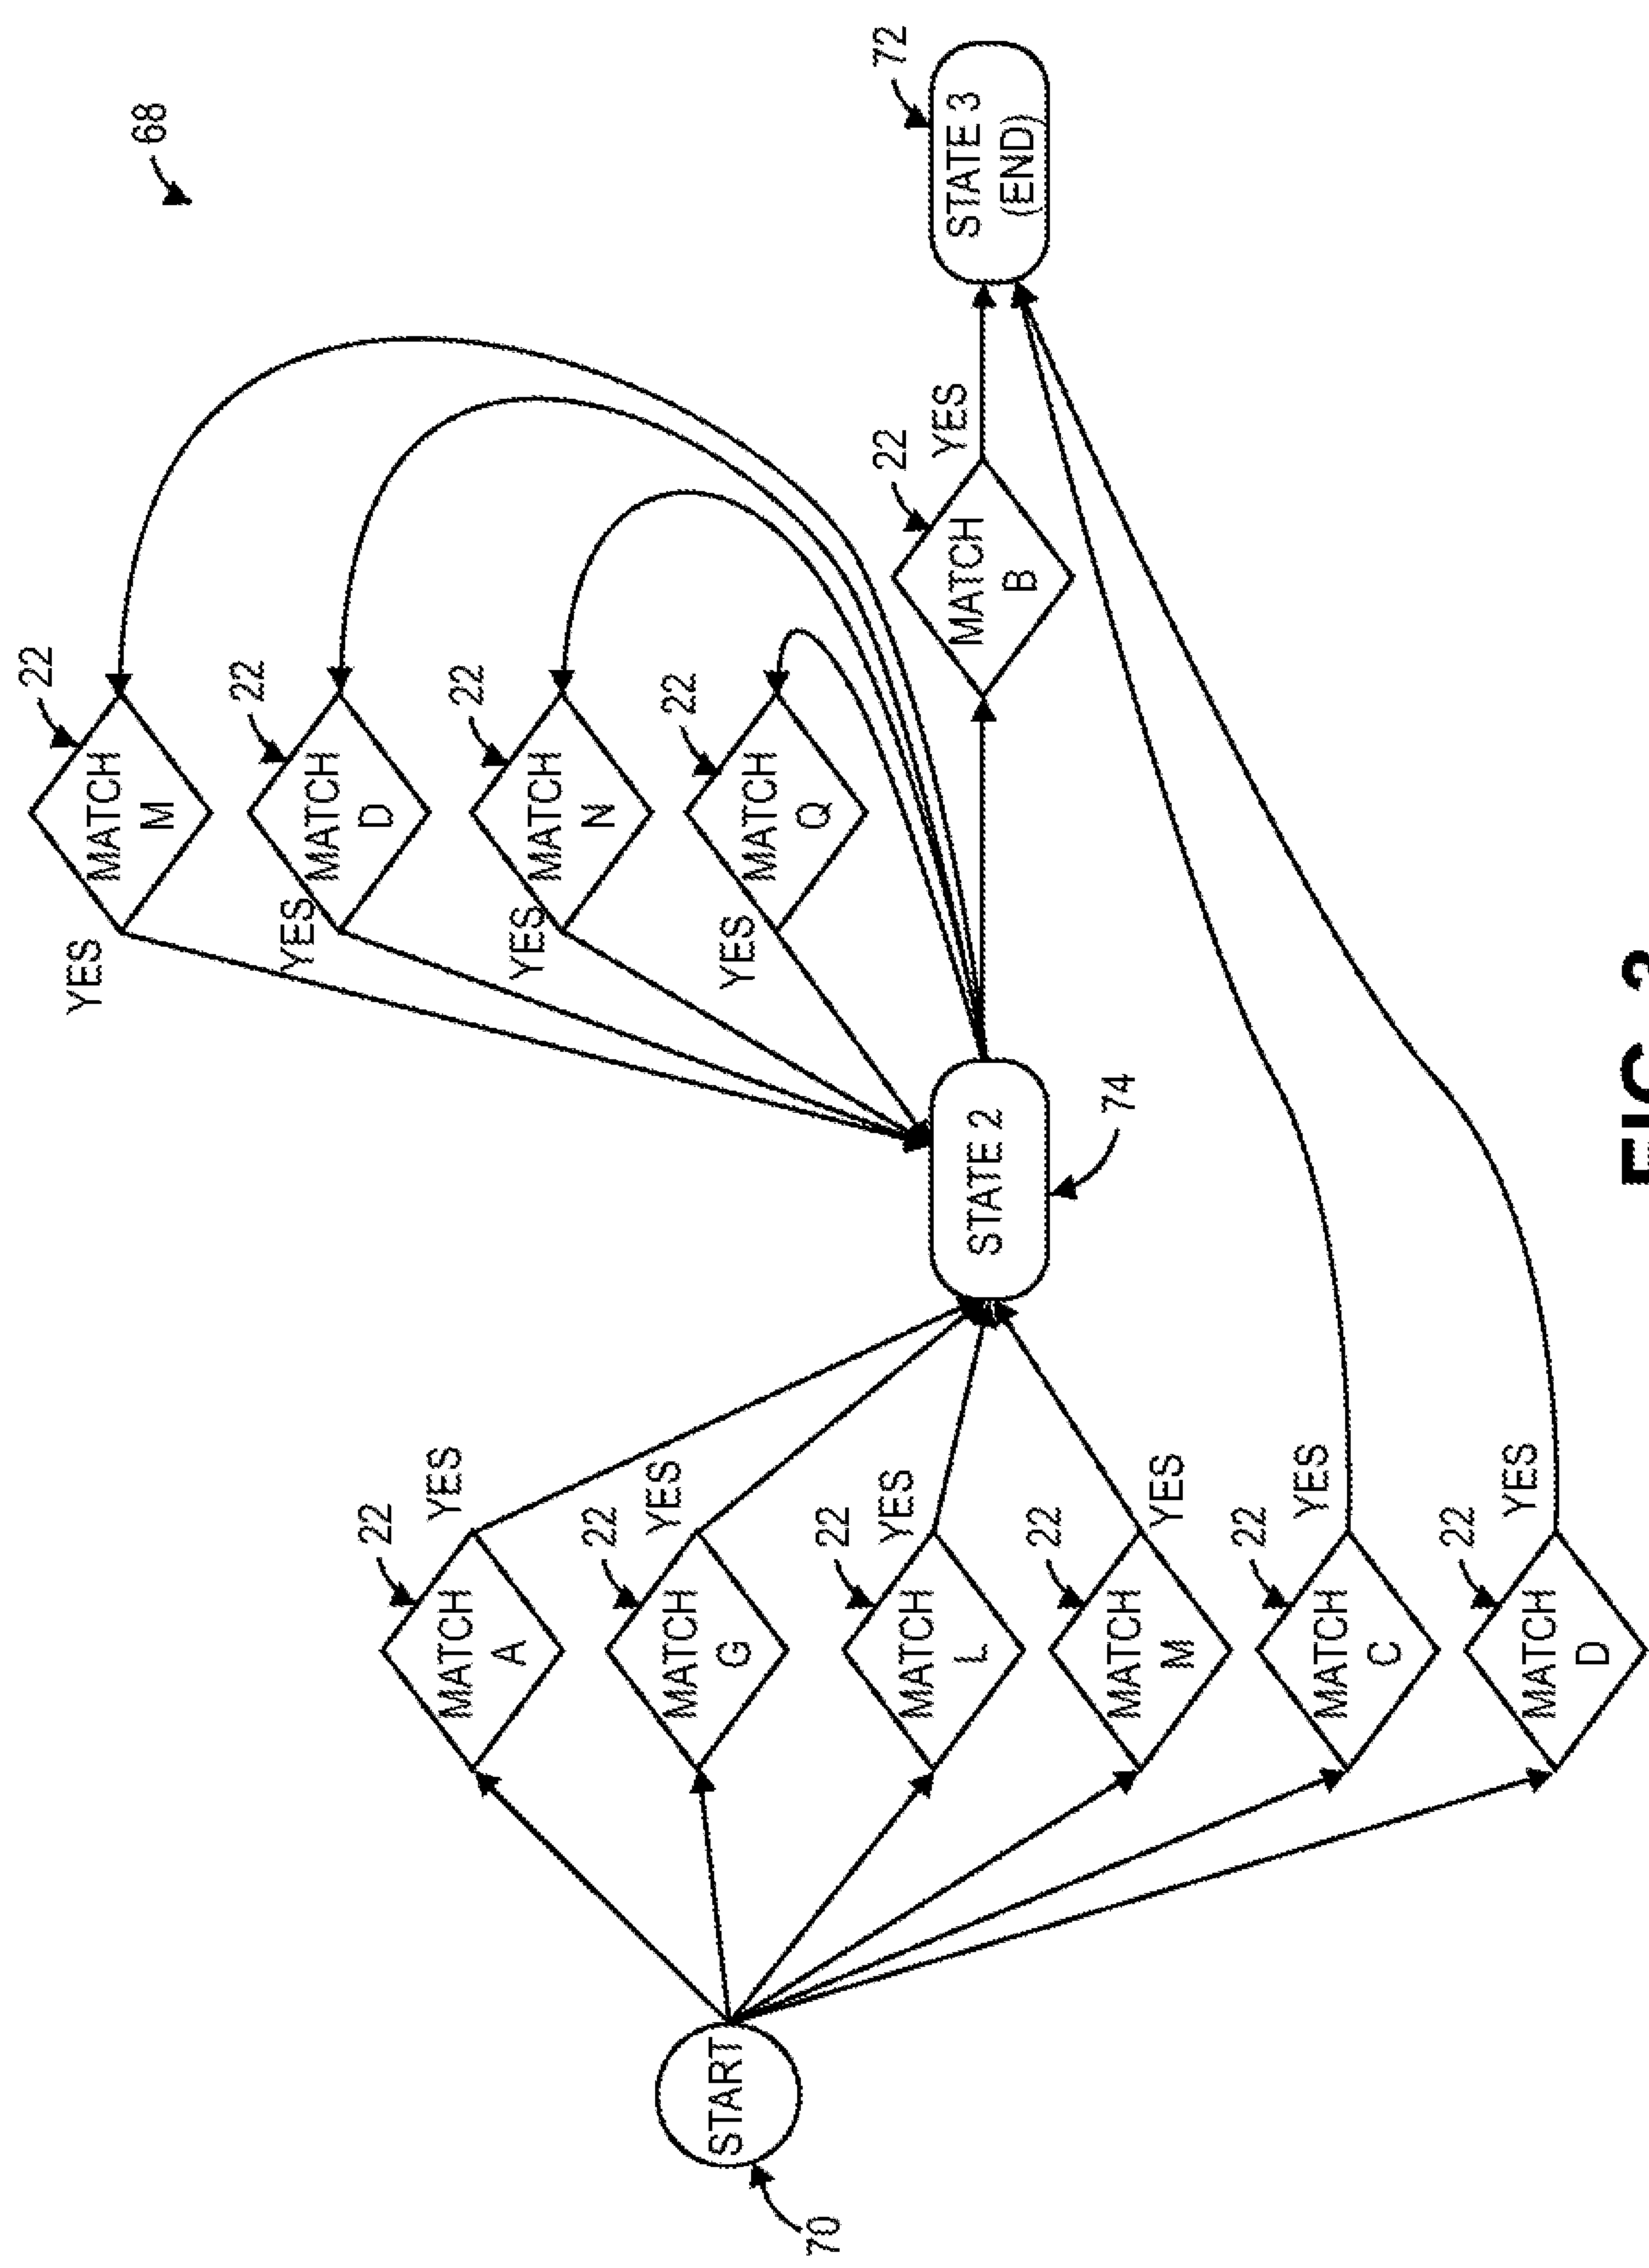 68
22
MATCH
M
YES
22
MATCH
D
YES
22
MATCH
N
YES
22
MATCH
Q
YES
22
MATCH
A
YES
22
MATCH
G
YES
22
MATCH
L
YES
22
MATCH
M
YES
22
MATCH
C
YES
22
MATCH
D
YES
START
70
STATE 2
74
22
MATCH
B
YES
72
STATE 3
(END)
FIG